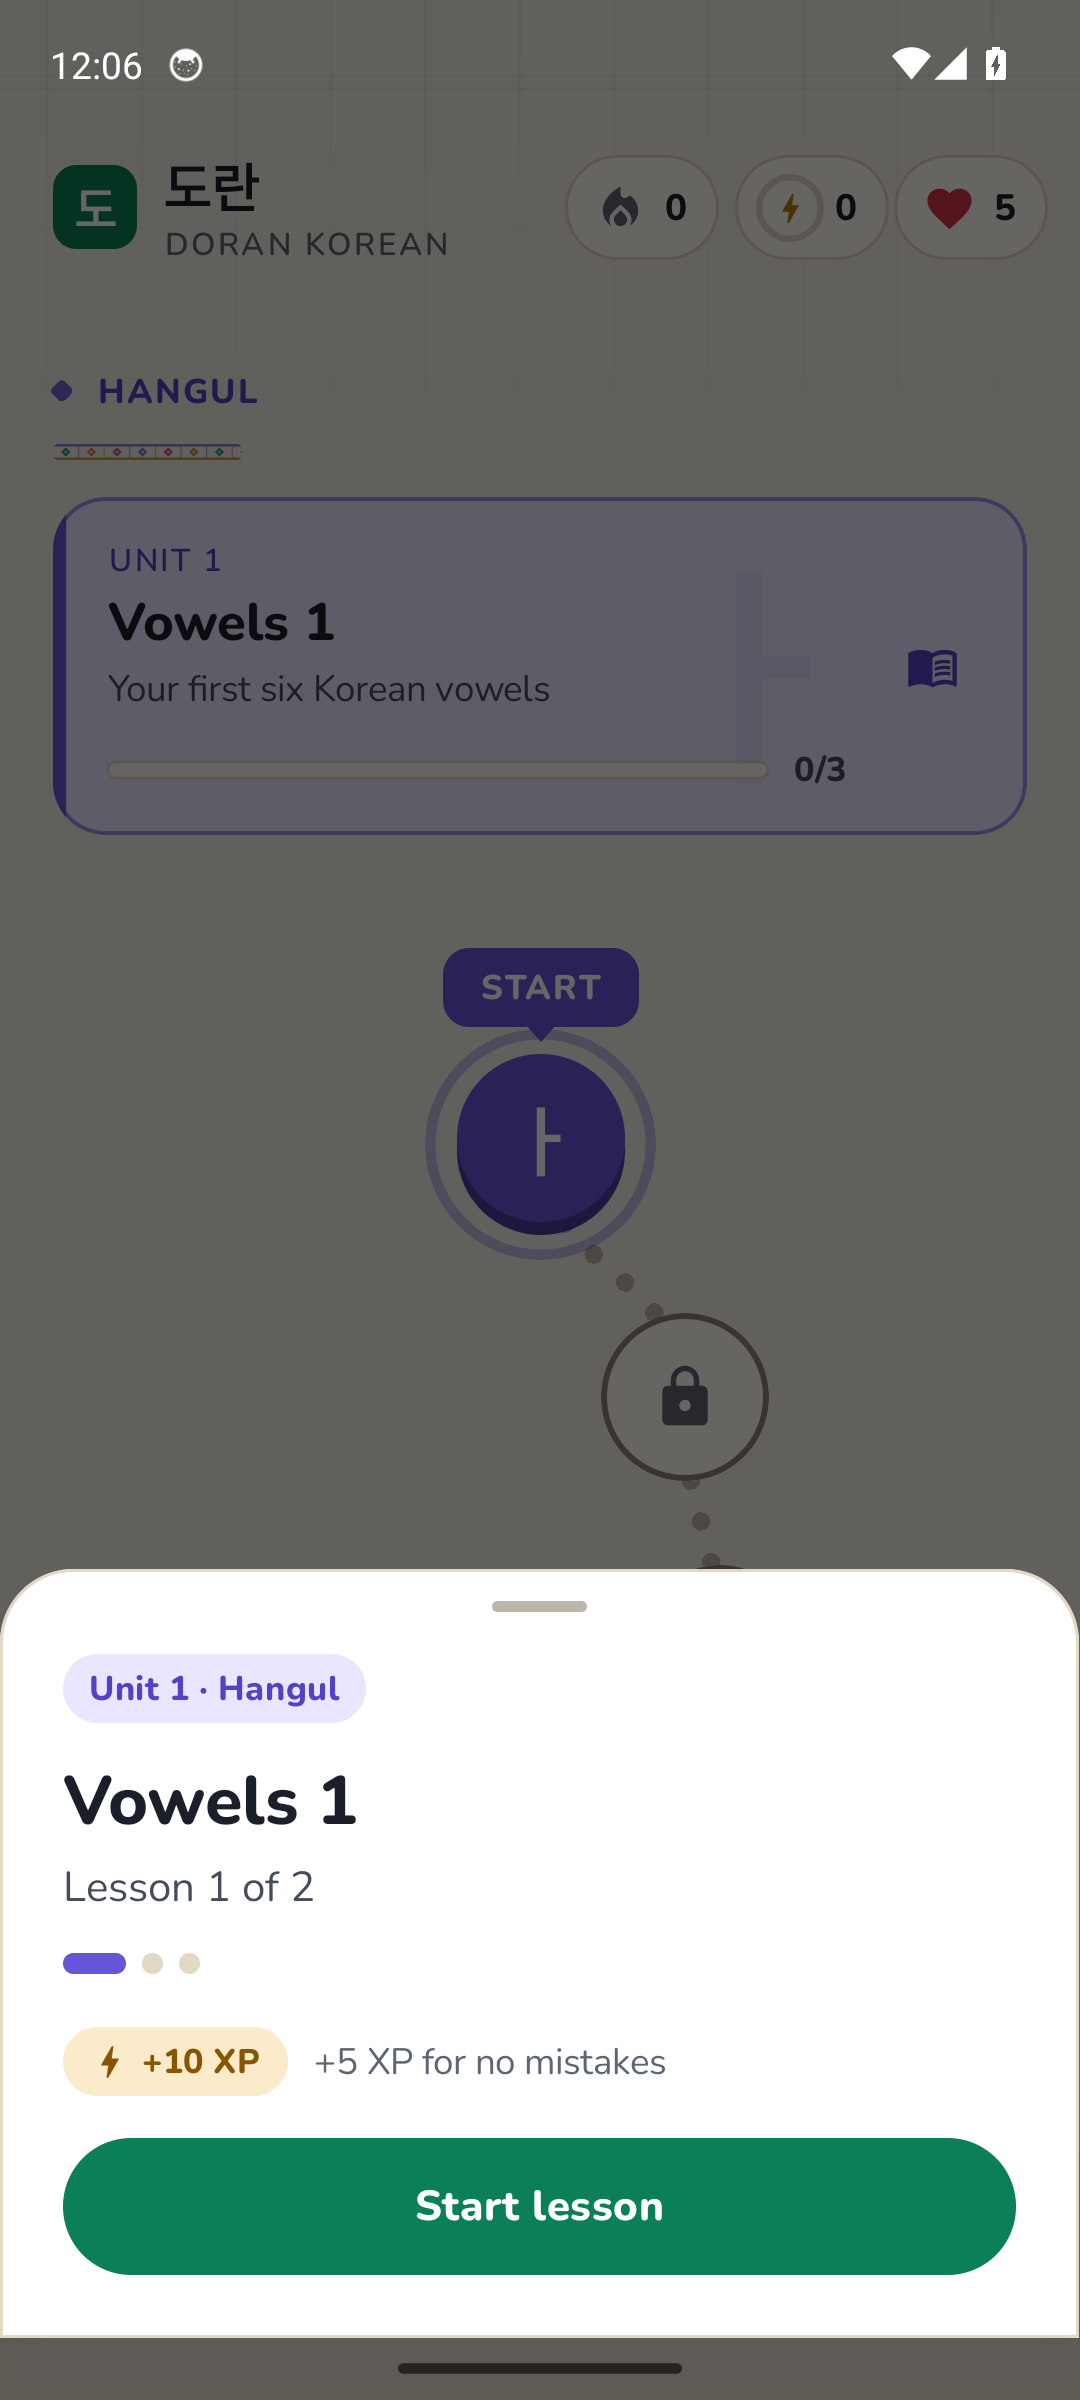 12:06
도
도란
DORAN KOREAN
0
0
5
HANGUL
UNIT 1
Vowels 1
Your first six Korean vowels
ㅏ
0/3
START
ㅏ
Unit 1 · Hangul
Vowels 1
Lesson 1 of 2
+10 XP
+5 XP for no mistakes
Start lesson